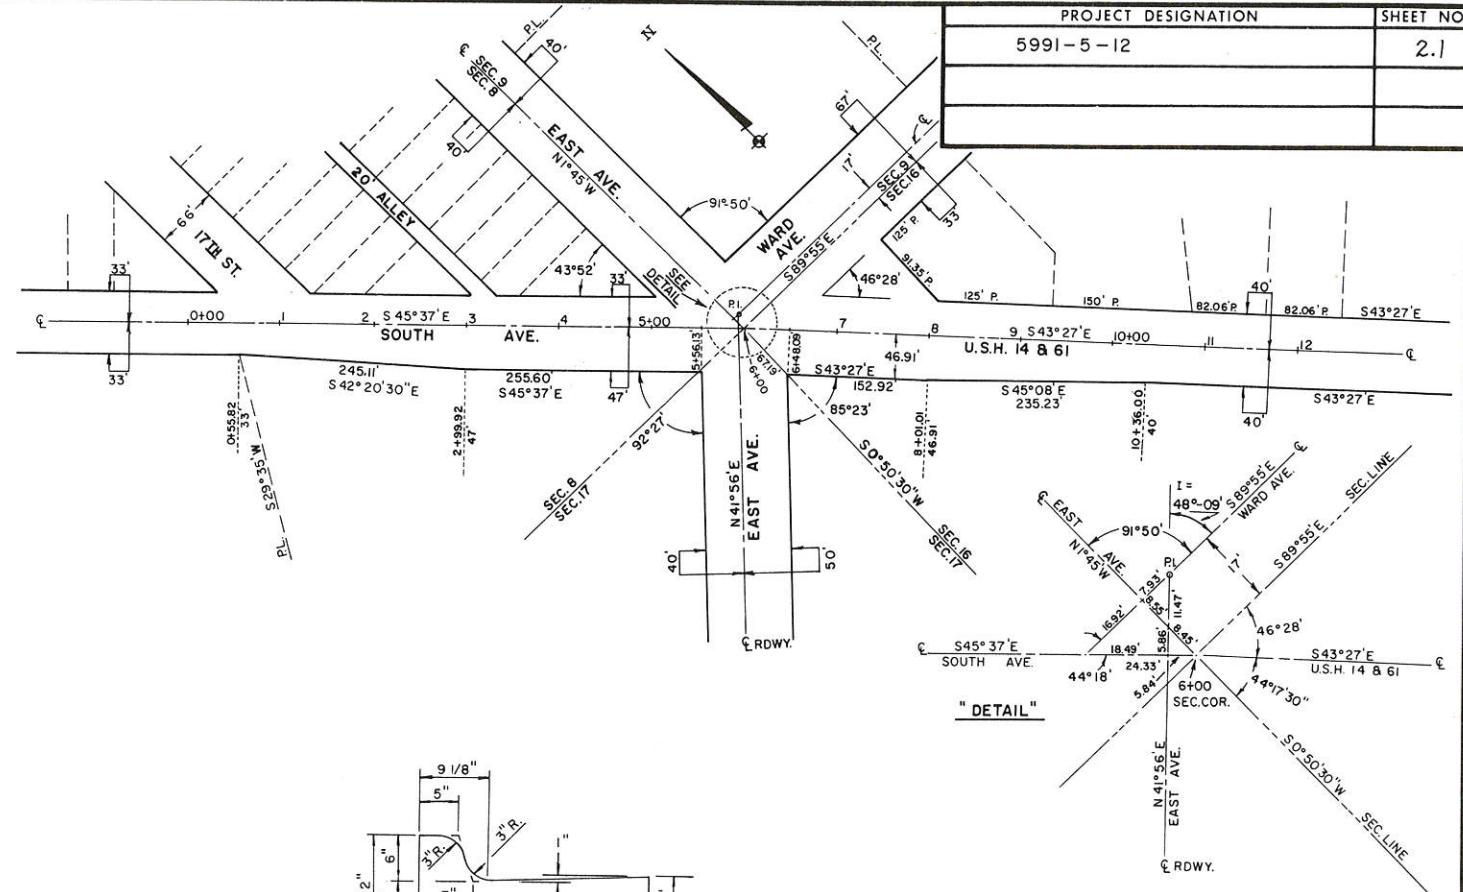 PROJECT DESIGNATION
SHEET NO
5991-5-12
2.1
P.L.
40'
℄
SEC. 9
SEC. 8
N
P.L.
67'
℄
40'
EAST AVE.
N1°45'W
17'
SEC. 9
SEC. 16
66'
20' ALLEY
91°50'
WARD
AVE.
33'
125' P.
17TH ST.
S89°55'E
33'
43°52'
33'
SEE
DETAIL
46°28'
91.35' P.
40'
P.I.
125' P.
150' P.
82.06' P.
82.06' P.
S43°27'E
℄
0+00
1
2
S 45°37'E
3
4
5+00
7
8
9
S 43°27'E
10+00
11
12
℄
SOUTH AVE.
U.S.H. 14 & 61
5+56.13
67.19'
6+00
6+48.09
46.91'
33'
245.11'
S 42°20'30"E
255.60'
S45°37'E
47'
S43°27'E
152.92
S45°08'E
235.23'
S43°27'E
40'
0+55.82
33'
2+99.92
47'
92°27'
85°23'
8+01.01
46.91'
10+36.00
40'
S29°35'W
P.L.
SEC. 8
SEC. 17
N41°56'E
EAST AVE.
S0°50'30"W
SEC. 16
SEC. 17
40'
50'
℄ RDWY.
I =
48°-09'
S89°55'E
WARD AVE.
℄
SEC. LINE
℄ EAST AVE.
N1°45'W
91°50'
P.I.
17'
S89°55'E
7.93'
8.55'
11.47'
16.92'
5.86'
8.45'
46°28'
℄
S45°37'E
SOUTH AVE.
18.49'
24.33'
44°18'
5.84'
6+00
SEC. COR.
S43°27'E
U.S.H. 14 & 61
℄
44°17'30"
"DETAIL"
N41°56'E
EAST AVE.
S0°50'30"W
SEC. LINE
℄ RDWY.
9 1/8"
5"
3" R.
3" R.
6"
2"
1"